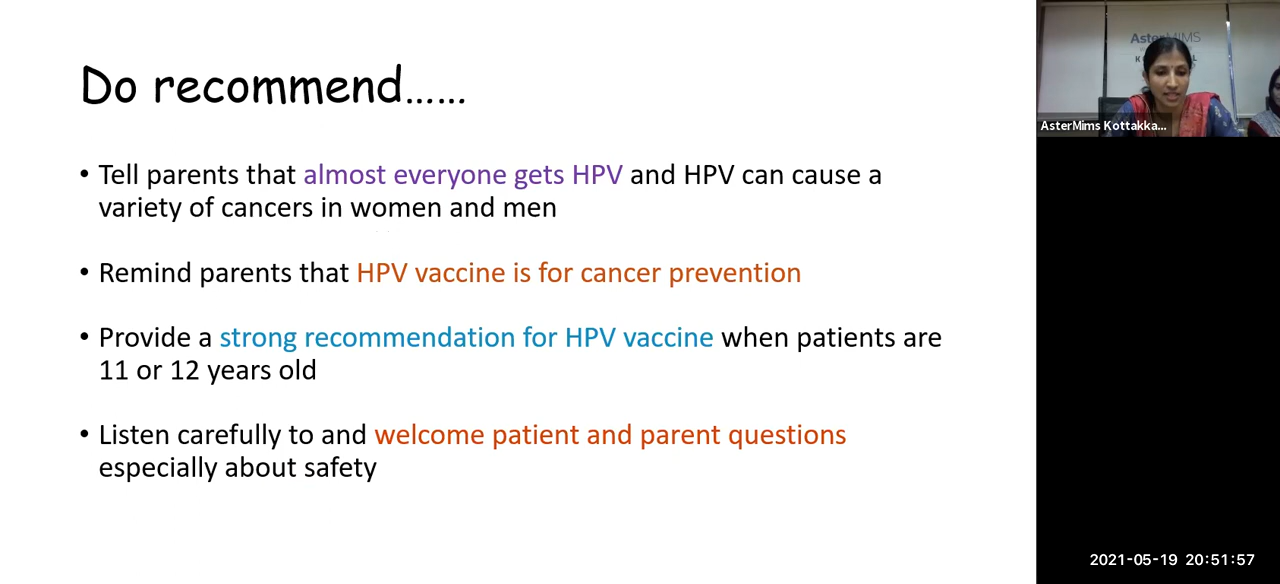 Do recommend……
• Tell parents that almost everyone gets HPV and HPV can cause a
variety of cancers in women and men
• Remind parents that HPV vaccine is for cancer prevention
• Provide a strong recommendation for HPV vaccine when patients are
11 or 12 years old
• Listen carefully to and welcome patient and parent questions
especially about safety
AsterMIMS
AsterMims Kottakka...
2021-05-19 20:51:57